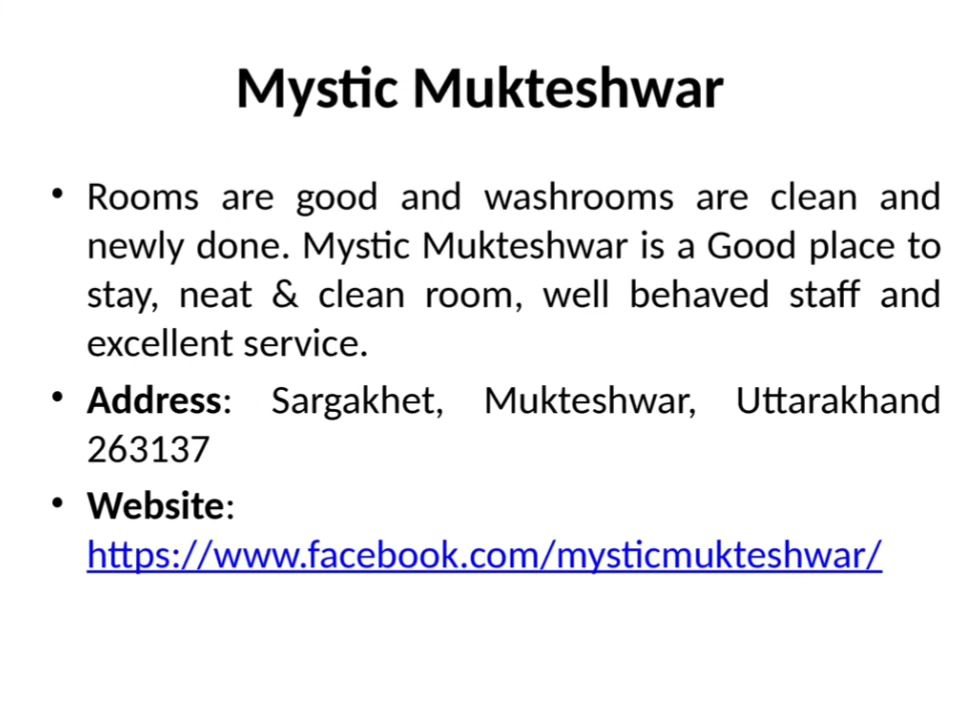 Mystic Mukteshwar
• Rooms are good and washrooms are clean and
newly done. Mystic Mukteshwar is a Good place to
stay, neat & clean room, well behaved staff and
excellent service.
• Address: Sargakhet, Mukteshwar, Uttarakhand
263137
• Website:
https://www.facebook.com/mysticmukteshwar/